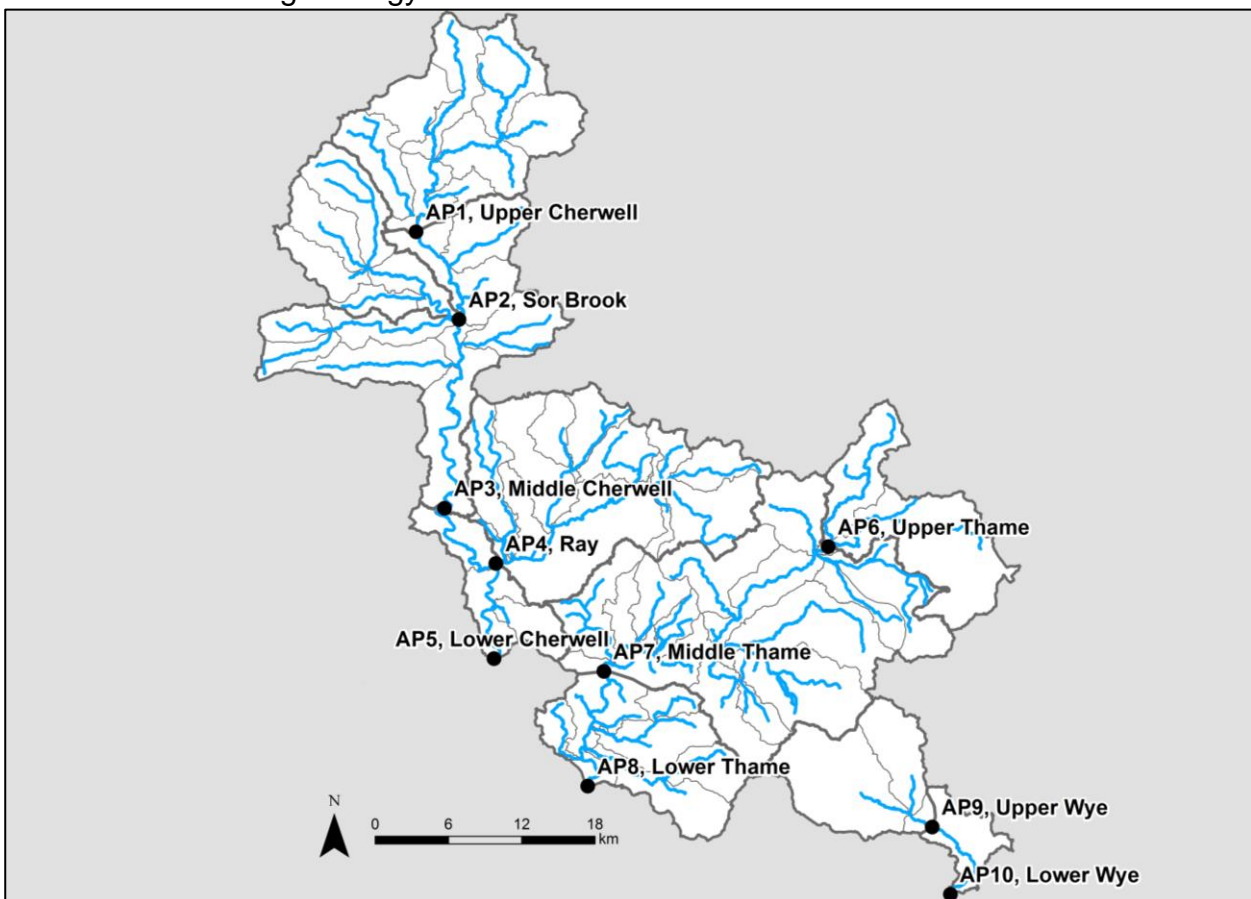 AP1, Upper Cherwell
AP2, Sor Brook
AP3, Middle Cherwell
AP6, Upper Thame
AP4, Ray
AP5, Lower Cherwell
AP7, Middle Thame
AP8, Lower Thame
N
0 6 12 18
km
AP9, Upper Wye
AP10, Lower Wye